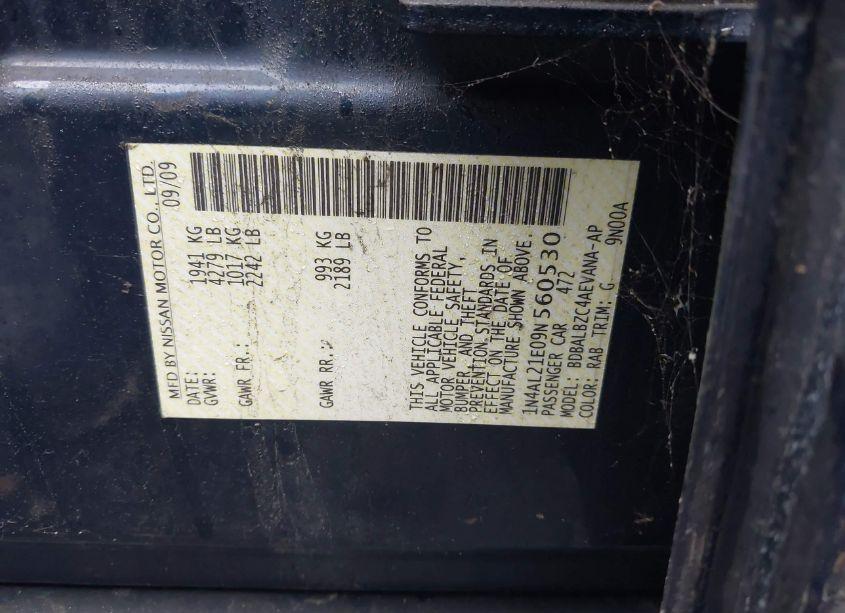 MFD BY NISSAN MOTOR CO., LTD.
DATE: 09/09
GVWR: 1941 KG
4279 LB
GAWR FR.: 1017 KG
2242 LB
GAWR RR.: 993 KG
2189 LB
THIS VEHICLE CONFORMS TO
ALL APPLICABLE FEDERAL
MOTOR VEHICLE SAFETY,
BUMPER, AND THEFT
PREVENTION STANDARDS IN
EFFECT ON THE DATE OF
MANUFACTURE SHOWN ABOVE.
1N4AL21E09N560530
PASSENGER CAR 472
MODEL: BDBALBZC4AEVANA-AP
COLOR: RAB TRIM: G 9N00A